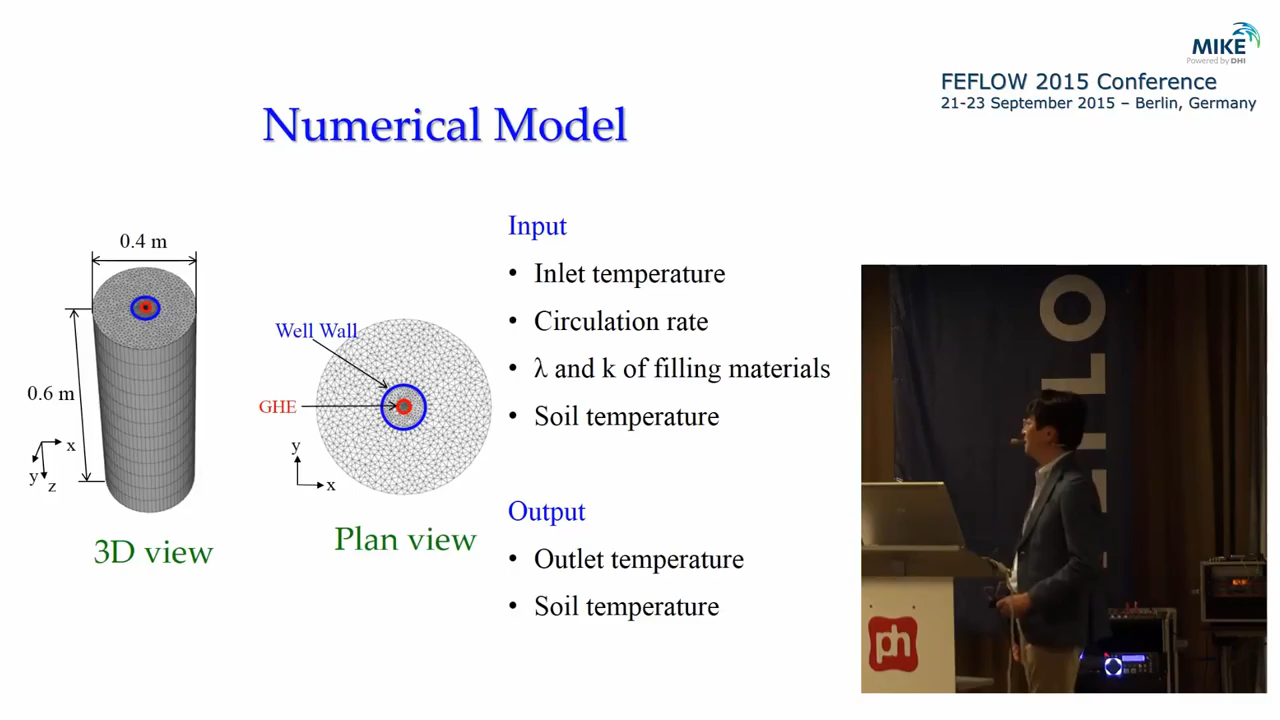 MIKE
Powered by DHI
FEFLOW 2015 Conference
21-23 September 2015 – Berlin, Germany
Numerical Model
0.4 m
0.6 m
x
y
z
3D view
Well Wall
GHE
y
x
Plan view
Input
• Inlet temperature
• Circulation rate
• λ and k of filling materials
• Soil temperature
Output
• Outlet temperature
• Soil temperature
FLO
ph